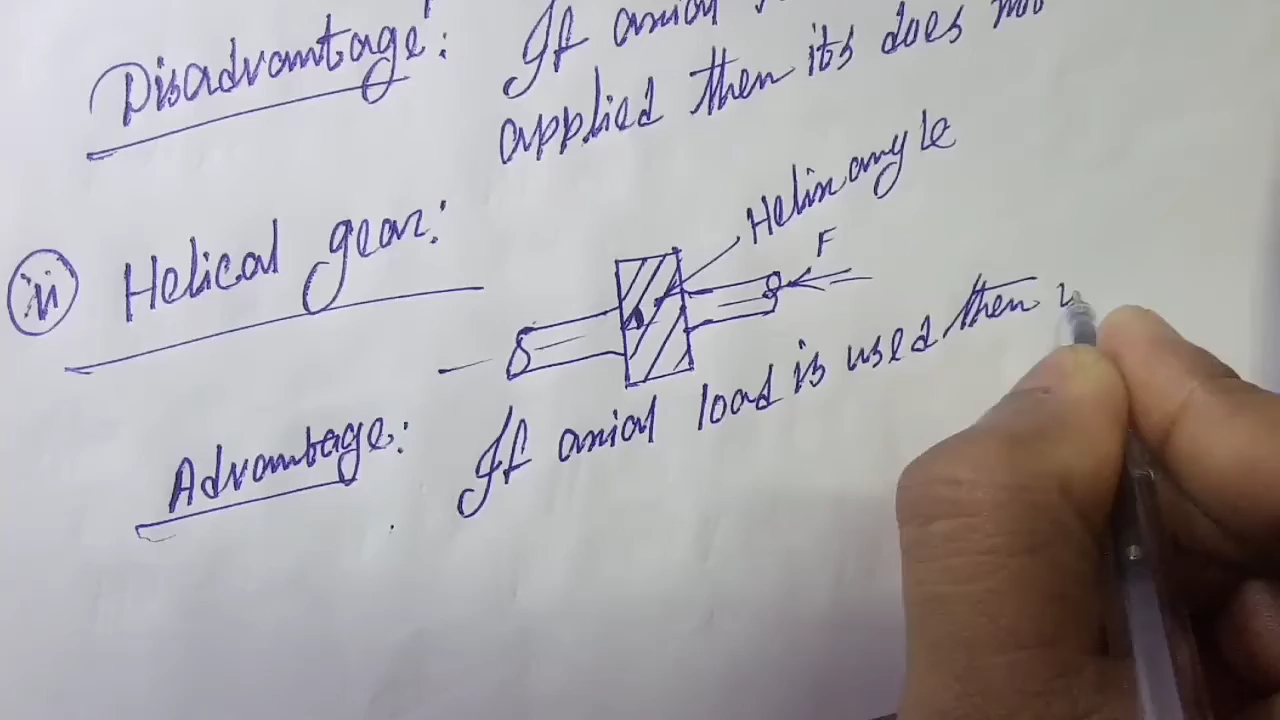 Disadvantage: If axial
applied then its does not
(ii) Helical gear:
Helix angle
F
Advantage: If axial load is used then